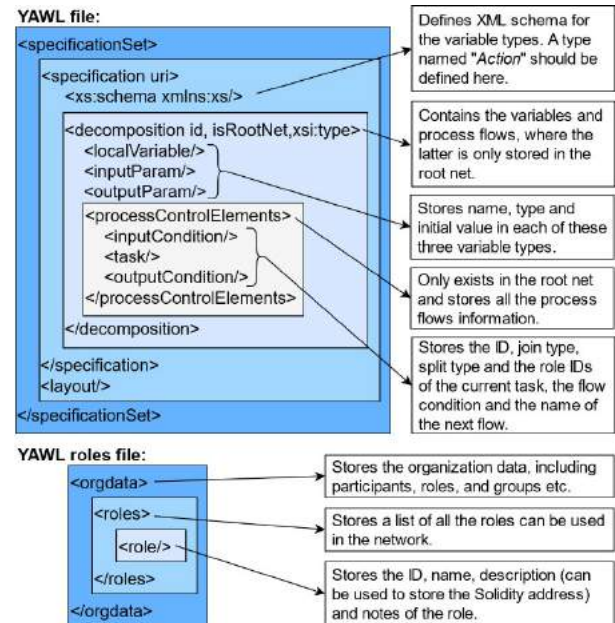 YAWL file:
<specificationSet>
<specification uri>
<xs:schema xmlns:xs/>
<decomposition id, isRootNet,xsi:type>
<localVariable/>
<inputParam/>
<outputParam/>
<processControlElements>
<inputCondition/>
<task/>
<outputCondition/>
</processControlElements>
</decomposition>
</specification>
<layout/>
</specificationSet>
Defines XML schema for
the variable types. A type
named "Action" should be
defined here.
Contains the variables and
process flows, where the
latter is only stored in the
root net.
Stores name, type and
initial value in each of these
three variable types.
Only exists in the root net
and stores all the process
flows information.
Stores the ID, join type,
split type and the role IDs
of the current task, the flow
condition and the name of
the next flow.
YAWL roles file:
<orgdata>
<roles>
<role/>
</roles>
</orgdata>
Stores the organization data, including
participants, roles, and groups etc.
Stores a list of all the roles can be used
in the network.
Stores the ID, name, description (can
be used to store the Solidity address)
and notes of the role.